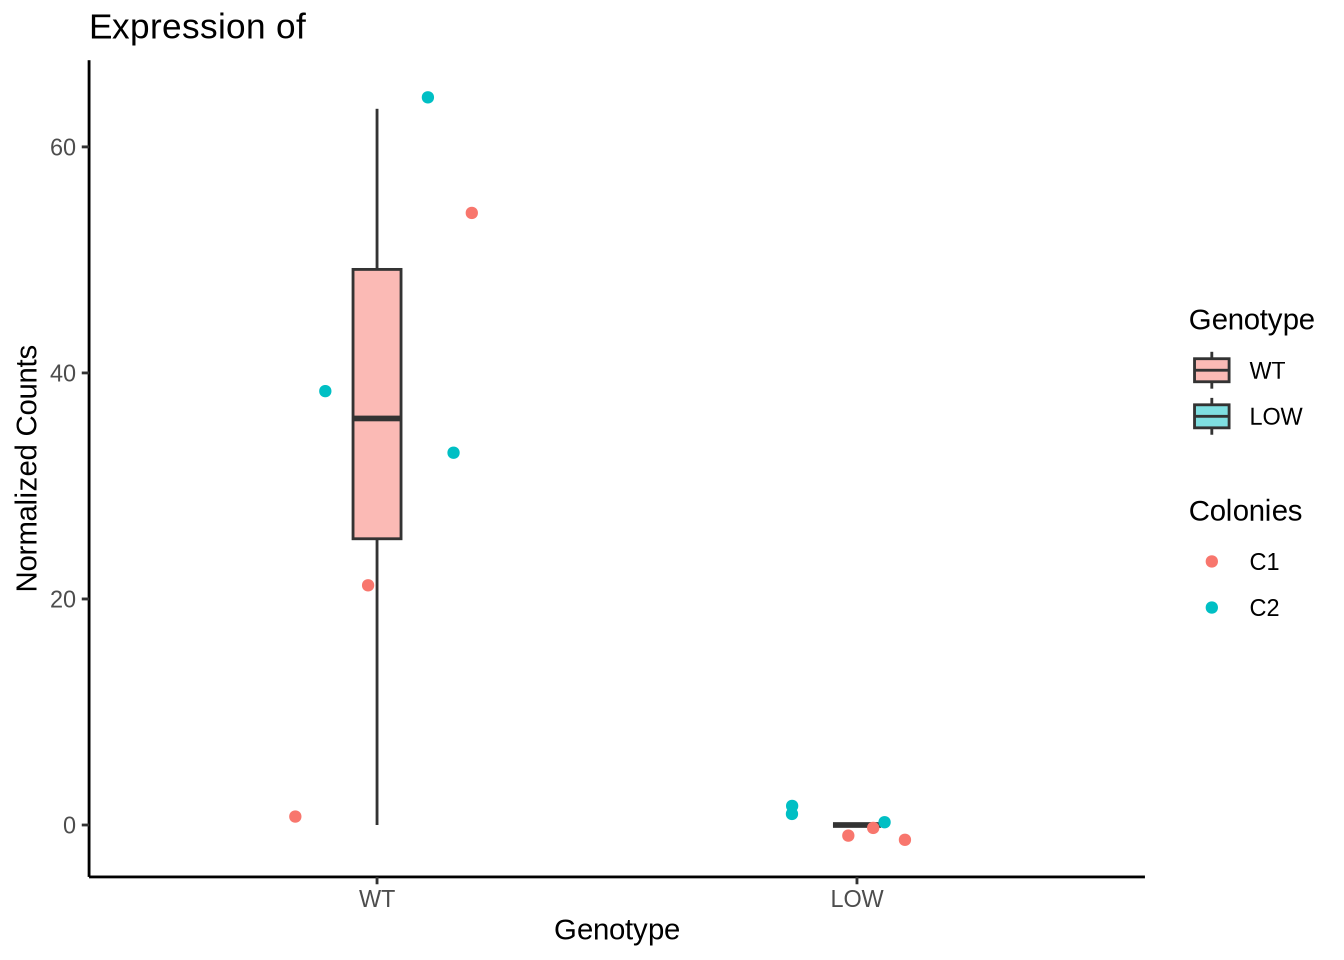 Expression of
60
40
20
0
Normalized Counts
WT
LOW
Genotype
Genotype
WT
LOW
Colonies
C1
C2